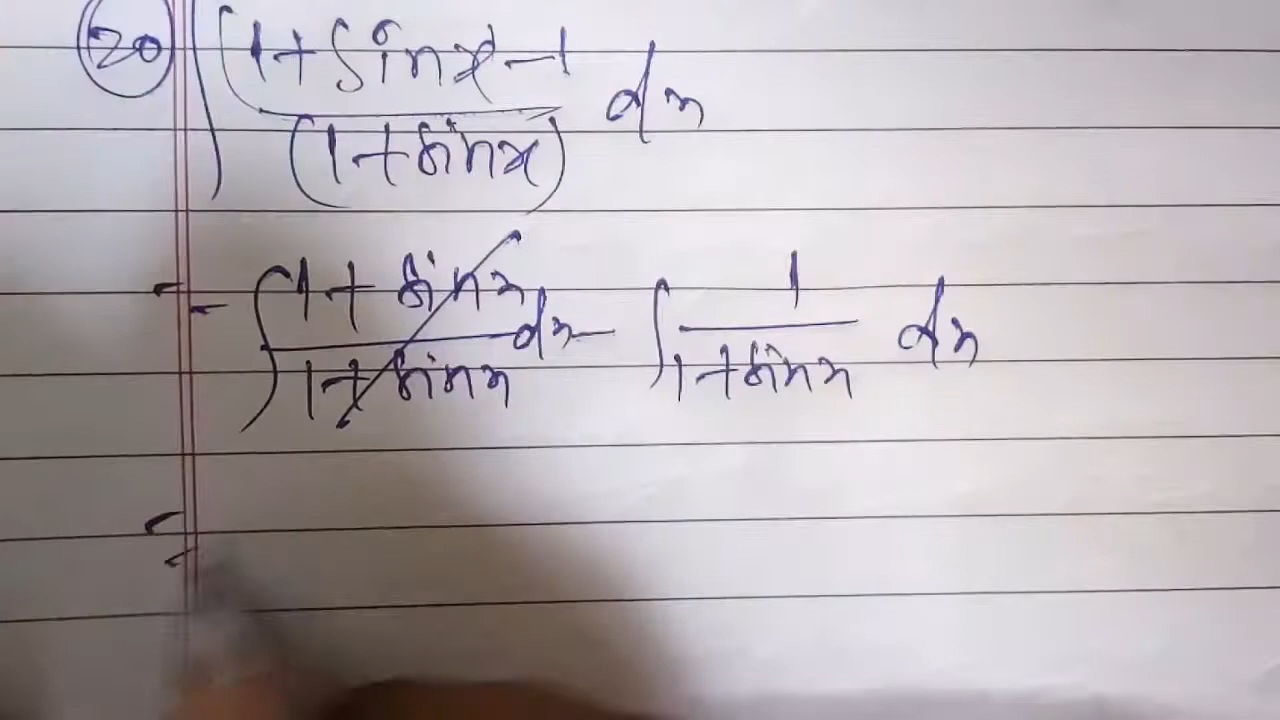 (20) ∫ (1+sinx-1)/(1+sinx) dx
= ∫ (1+sinx)/(1+sinx) dx - ∫ 1/(1+sinx) dx
=